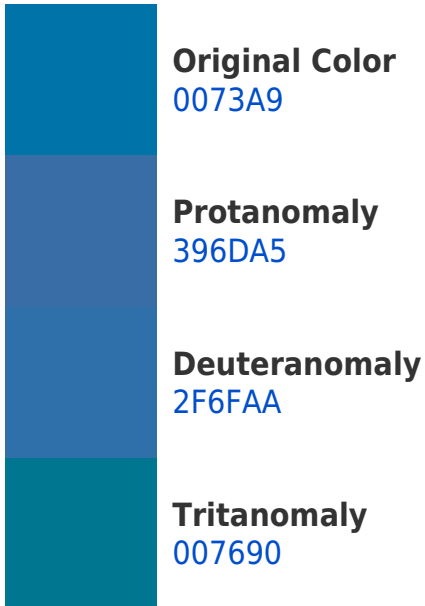 Original Color
0073A9
Protanomaly
396DA5
Deuteranomaly
2F6FAA
Tritanomaly
007690